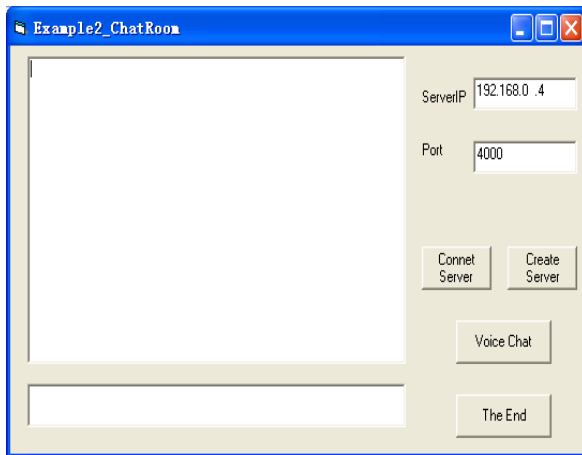 Example2_ChatRoom
ServerIP
192.168.0 .4
Port
4000
Connet
Server
Create
Server
Voice Chat
The End